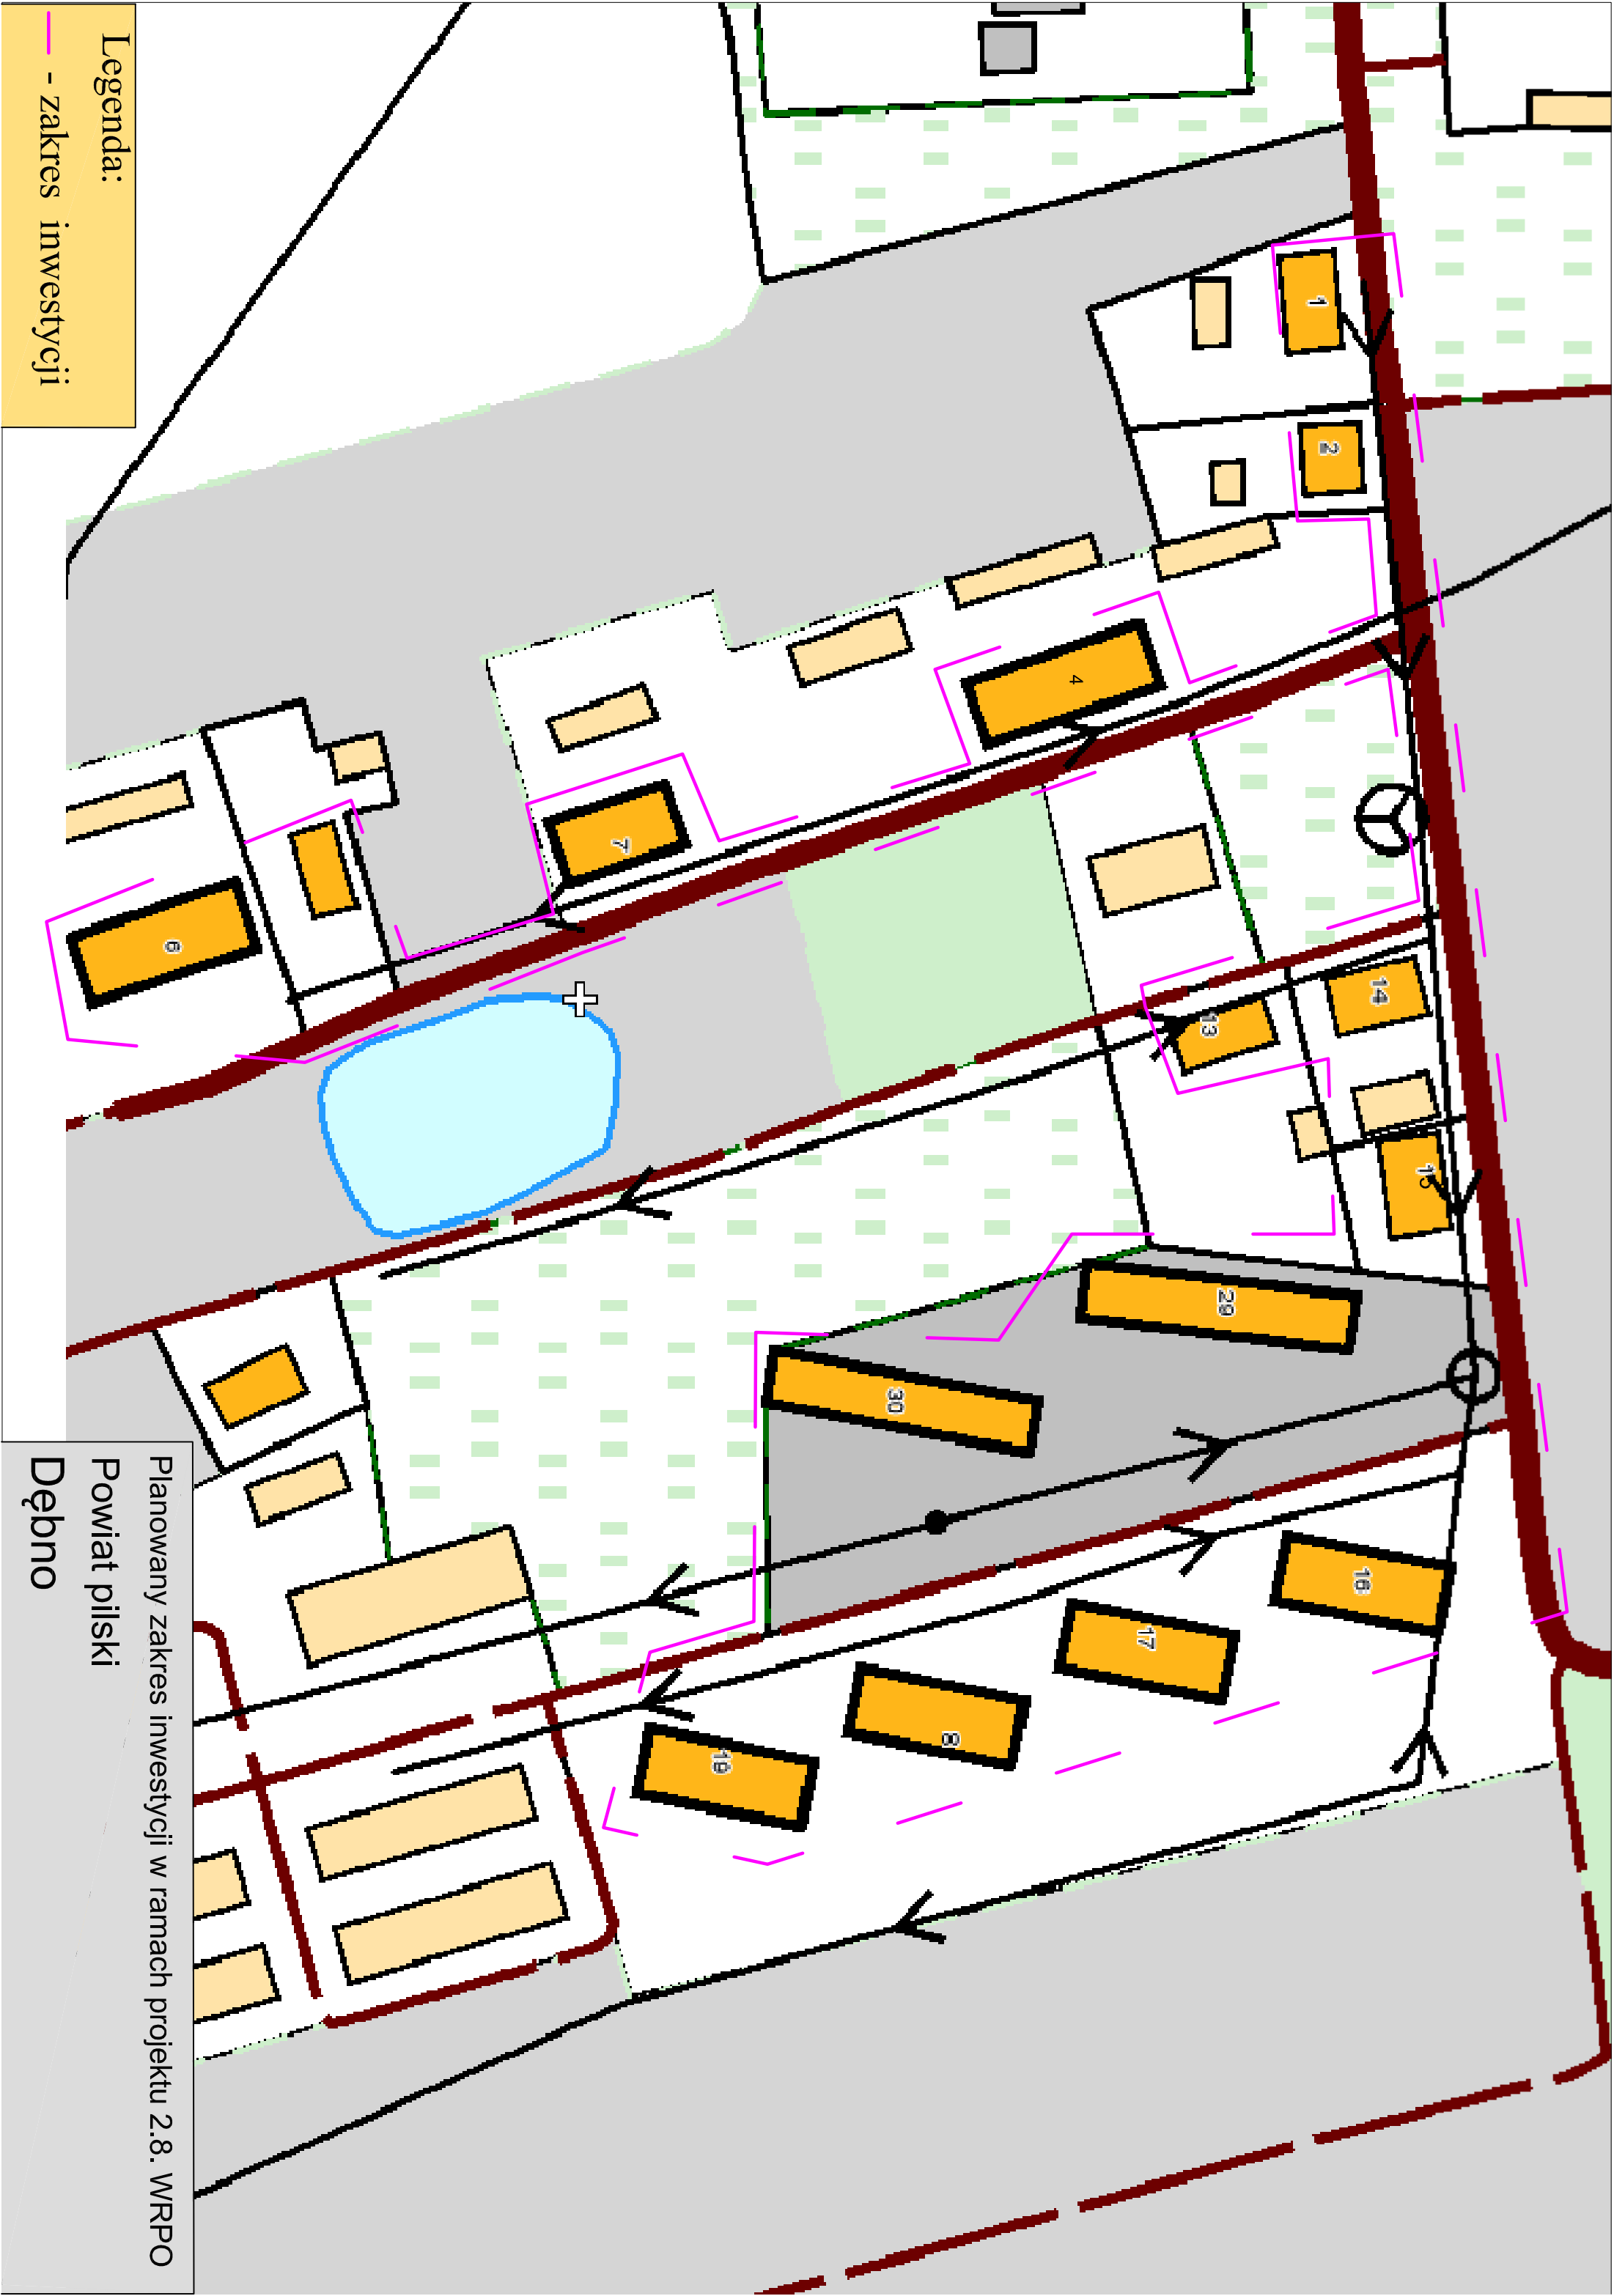 Legenda:
- zakres inwestycji
1
2
4
7
6
14
13
15
29
30
16
17
8
19
Planowany zakres inwestycji w ramach projektu 2.8. WRPO
Powiat pilski
Dębno